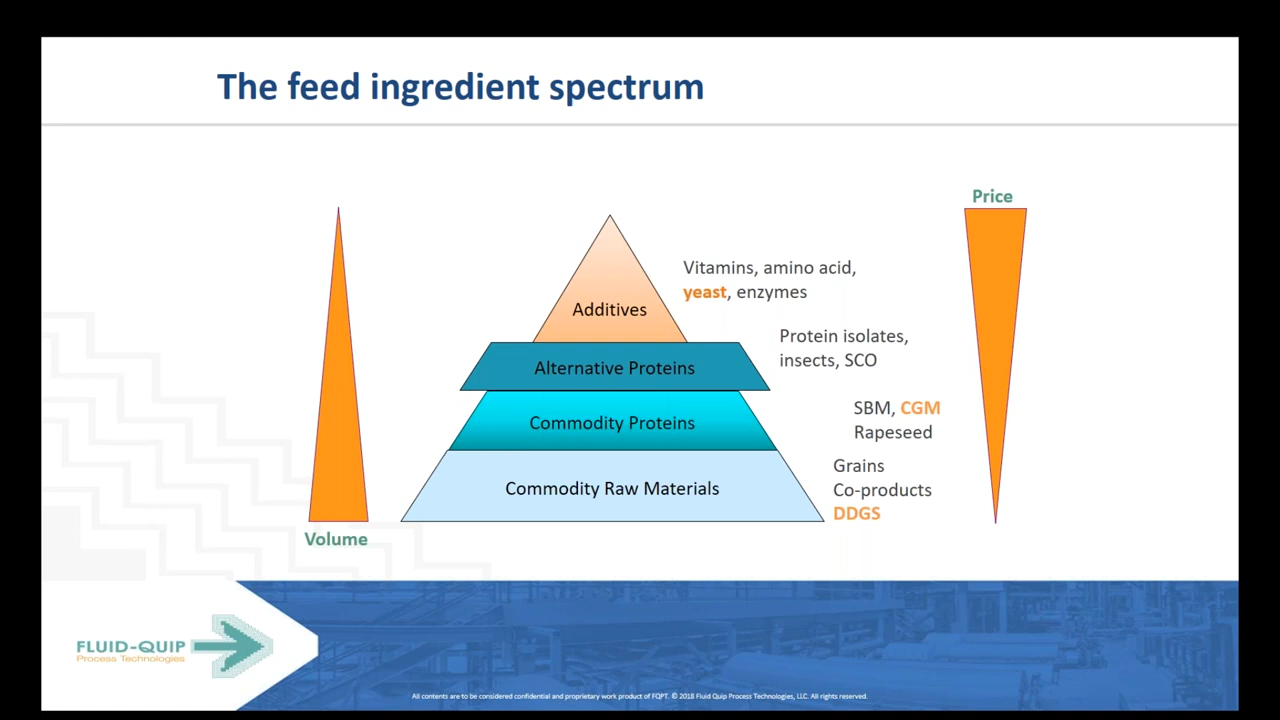 The feed ingredient spectrum
Price
Vitamins, amino acid,
yeast, enzymes
Additives
Protein isolates,
insects, SCO
Alternative Proteins
SBM, CGM
Rapeseed
Commodity Proteins
Grains
Co-products
DDGS
Commodity Raw Materials
Volume
FLUID-QUIP
Process Technologies
All contents are to be considered confidential and proprietary work product of FQPT. © 2018 Fluid Quip Process Technologies, LLC. All rights reserved.